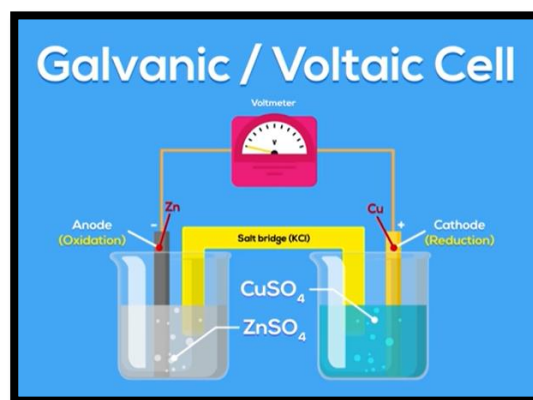 Galvanic / Voltaic Cell
Voltmeter
V
Zn
Cu
Anode
(Oxidation)
-
+
Cathode
(Reduction)
Salt bridge (KCl)
CuSO₄
ZnSO₄